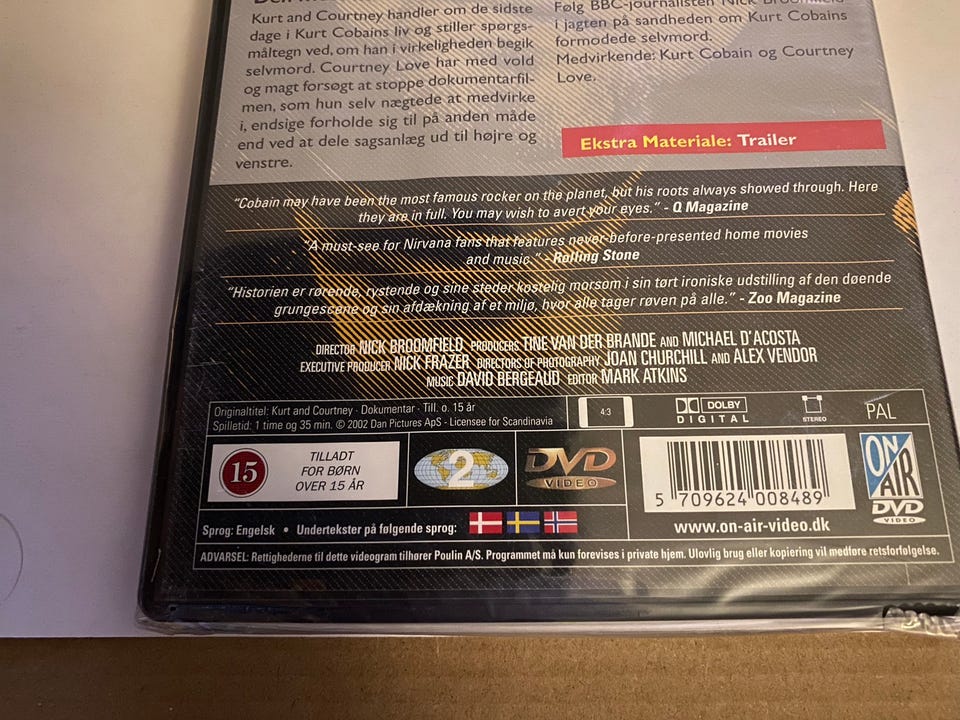 Kurt and Courtney handler om de sidste
dage i Kurt Cobains liv og stiller spørgs-
måltegn ved, om han i virkeligheden begik
selvmord. Courtney Love har med vold
og magt forsøgt at stoppe dokumentarfil-
men, som hun selv nægtede at medvirke
i, endsige forholde sig til på anden måde
end ved at dele sagsanlæg ud til højre og
venstre.
Følg BBC-journalisten Nick Broomfield
i jagten på sandheden om Kurt Cobains
formodede selvmord.
Medvirkende: Kurt Cobain og Courtney
Love.
Ekstra Materiale: Trailer
"Cobain may have been the most famous rocker on the planet, but his roots always showed through. Here
they are in full. You may wish to avert your eyes." - Q Magazine
"A must-see for Nirvana fans that features never-before-presented home movies
and music." - Rolling Stone
"Historien er rørende, rystende og sine steder kostelig morsom i sin tørt ironiske udstilling af den døende
grungescene og sin afdækning af et miljø, hvor alle tager røven på alle." - Zoo Magazine
DIRECTOR NICK BROOMFIELD PRODUCERS TINE VAN DER BRANDE AND MICHAEL D'ACOSTA
EXECUTIVE PRODUCER NICK FRAZER DIRECTORS OF PHOTOGRAPHY JOAN CHURCHILL AND ALEX VENDOR
MUSIC DAVID BERGEAUD EDITOR MARK ATKINS
Originaltitel: Kurt and Courtney · Dokumentar · Till. o. 15 år
Spilletid: 1 time og 35 min. © 2002 Dan Pictures ApS · Licensee for Scandinavia
4:3
DOLBY
DIGITAL
STEREO
PAL
15
TILLADT
FOR BØRN
OVER 15 ÅR
2
DVD
VIDEO
5 709624 008489
ON
AIR
DVD
VIDEO
www.on-air-video.dk
Sprog: Engelsk • Undertekster på følgende sprog:
ADVARSEL: Rettighederne til dette videogram tilhører Poulin A/S. Programmet må kun forevises i private hjem. Ulovlig brug eller kopiering vil medføre retsforfølgelse.